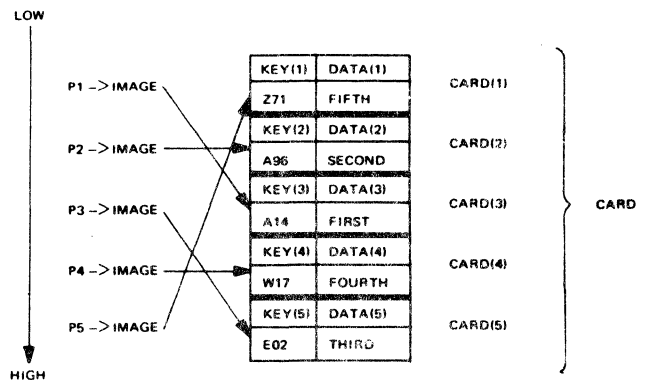 LOW
KEY(1) DATA(1)
P1 -> IMAGE
CARD(1)
Z71 FIFTH
KEY(2) DATA(2)
P2 -> IMAGE
CARD(2)
A96 SECOND
KEY(3) DATA(3)
P3 -> IMAGE
CARD(3)
CARD
A14 FIRST
KEY(4) DATA(4)
P4 -> IMAGE
CARD(4)
W17 FOURTH
KEY(5) DATA(5)
P5 -> IMAGE
CARD(5)
E02 THIRD
HIGH